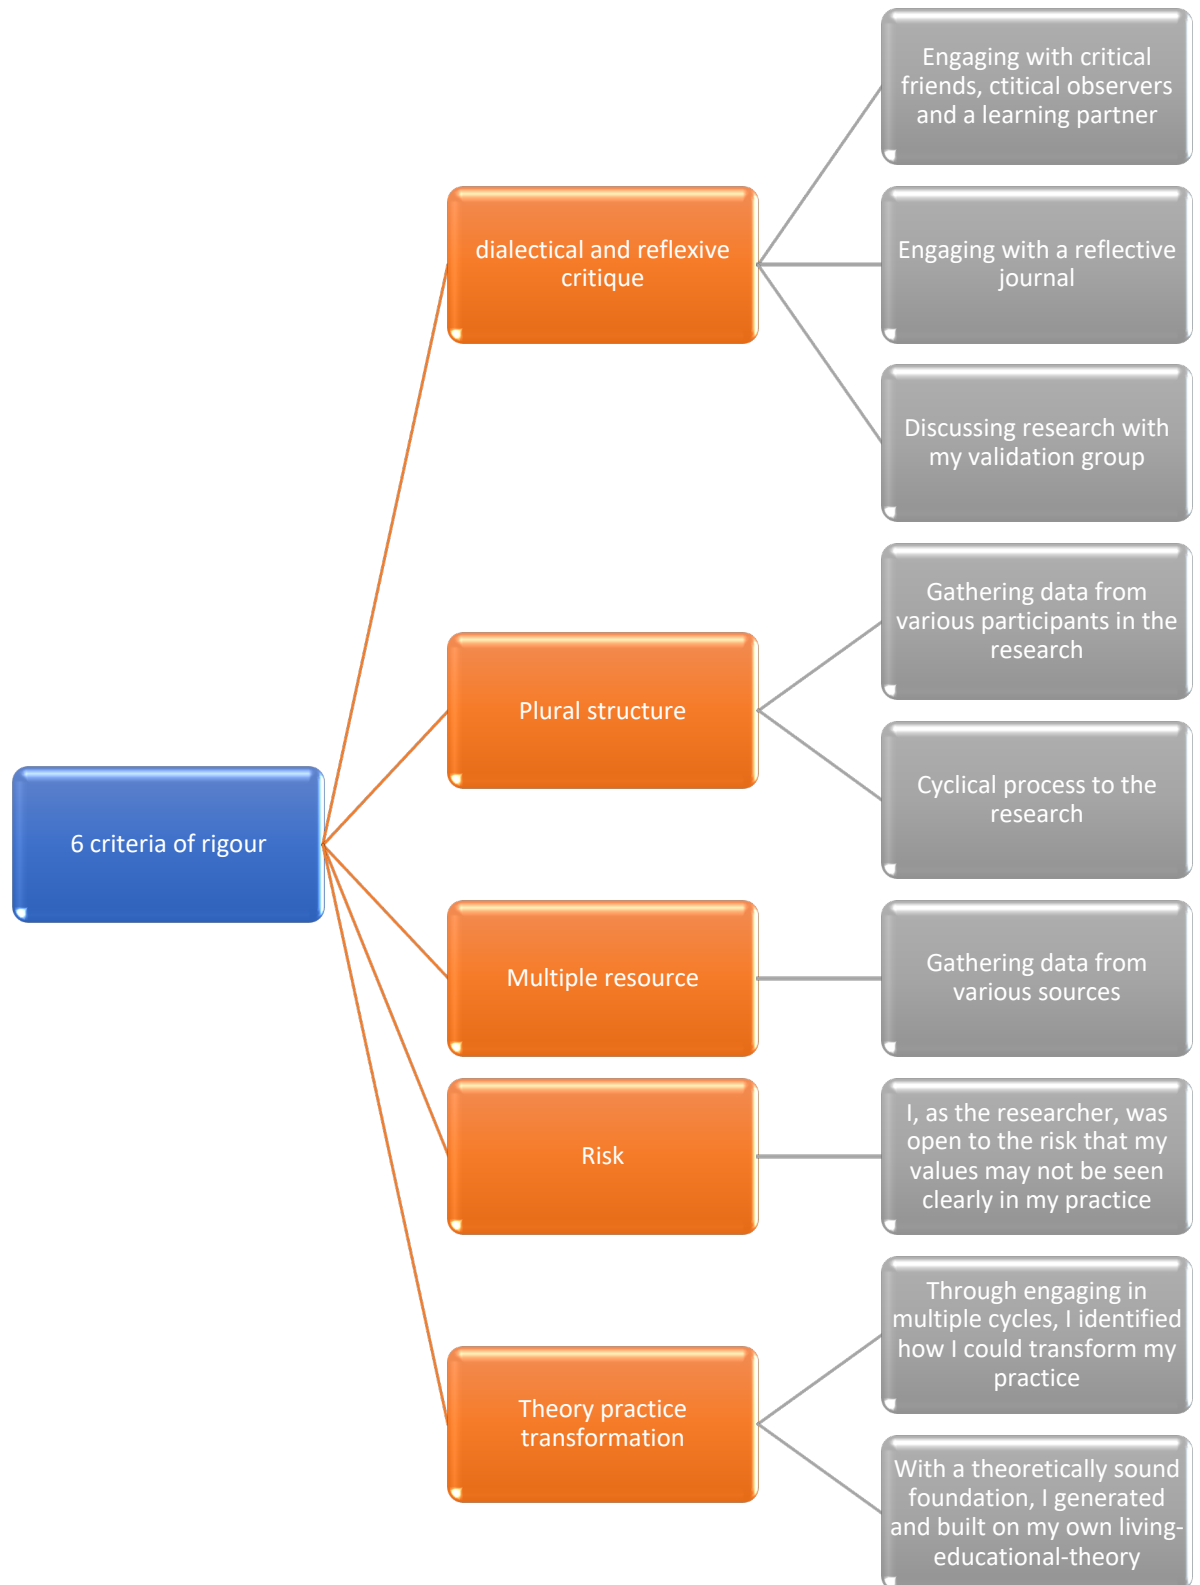 6 criteria of rigour
dialectical and reflexive
critique
Engaging with critical
friends, ctitical observers
and a learning partner
Engaging with a reflective
journal
Discussing research with
my validation group
Plural structure
Gathering data from
various participants in the
research
Cyclical process to the
research
Multiple resource
Gathering data from
various sources
Risk
I, as the researcher, was
open to the risk that my
values may not be seen
clearly in my practice
Theory practice
transformation
Through engaging in
multiple cycles, I identified
how I could transform my
practice
With a theoretically sound
foundation, I generated
and built on my own living-
educational-theory